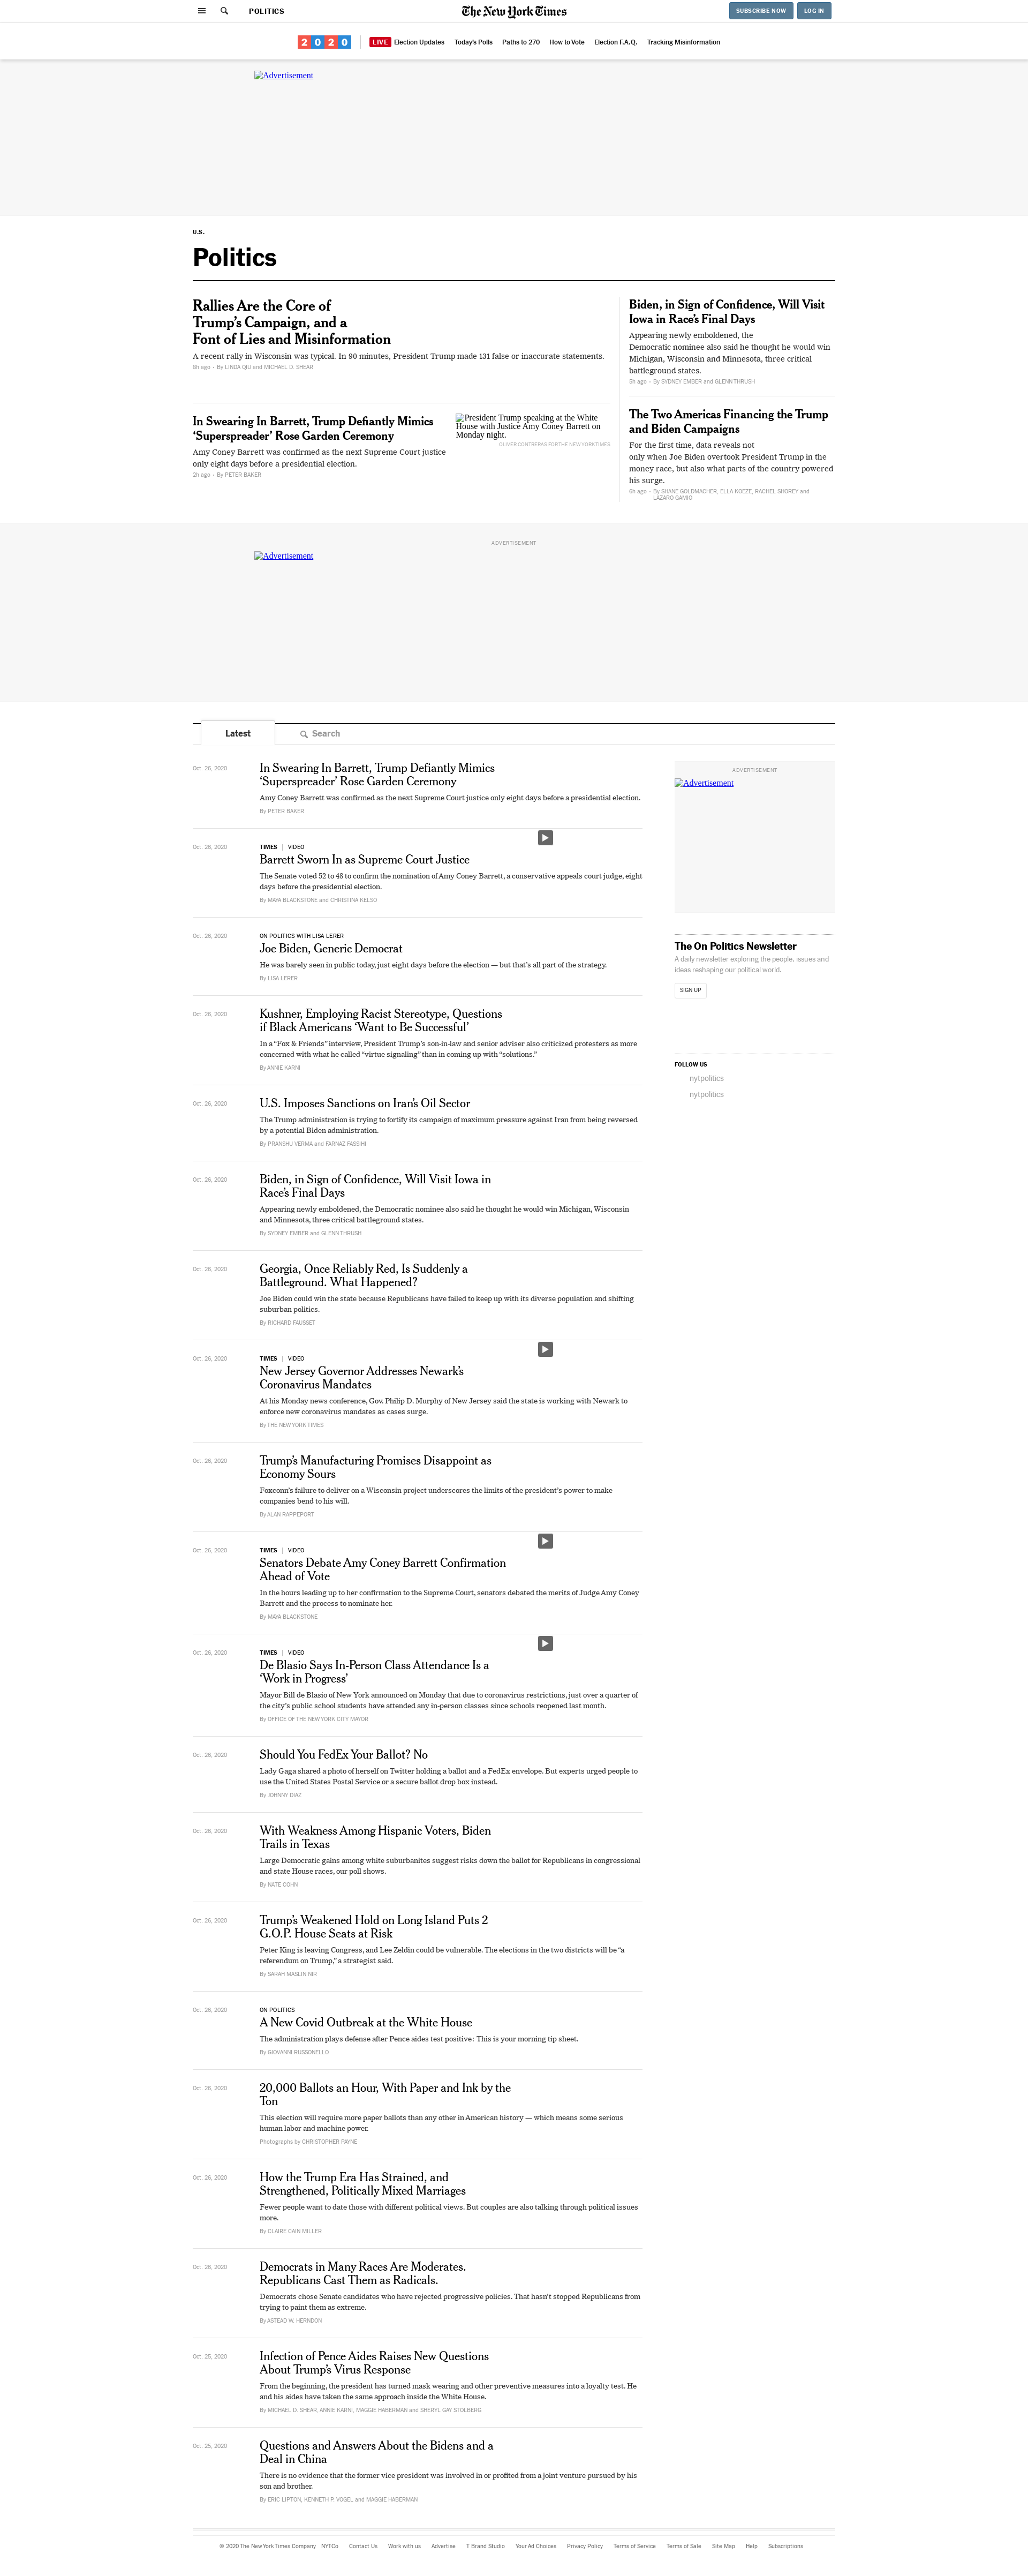 POLITICS
The New York Times
SUBSCRIBE NOW
LOG IN
2020
LIVE Election Updates
Today's Polls
Paths to 270
How to Vote
Election F.A.Q.
Tracking Misinformation
Advertisement
U.S.
Politics
Rallies Are the Core of
Trump's Campaign, and a
Font of Lies and Misinformation
A recent rally in Wisconsin was typical. In 90 minutes, President Trump made 131 false or inaccurate statements.
8h ago · By LINDA QIU and MICHAEL D. SHEAR
In Swearing In Barrett, Trump Defiantly Mimics
‘Superspreader’ Rose Garden Ceremony
Amy Coney Barrett was confirmed as the next Supreme Court justice
only eight days before a presidential election.
2h ago · By PETER BAKER
President Trump speaking at the White
House with Justice Amy Coney Barrett on
Monday night.
OLIVER CONTRERAS FOR THE NEW YORK TIMES
Biden, in Sign of Confidence, Will Visit
Iowa in Race’s Final Days
Appearing newly emboldened, the
Democratic nominee also said he thought he would win
Michigan, Wisconsin and Minnesota, three critical
battleground states.
5h ago · By SYDNEY EMBER and GLENN THRUSH
The Two Americas Financing the Trump
and Biden Campaigns
For the first time, data reveals not
only when Joe Biden overtook President Trump in the
money race, but also what parts of the country powered
his surge.
6h ago · By SHANE GOLDMACHER, ELLA KOEZE, RACHEL SHOREY and
LAZARO GAMIO
ADVERTISEMENT
Advertisement
Latest
Search
Oct. 26, 2020
In Swearing In Barrett, Trump Defiantly Mimics
‘Superspreader’ Rose Garden Ceremony
Amy Coney Barrett was confirmed as the next Supreme Court justice only eight days before a presidential election.
By PETER BAKER
Oct. 26, 2020
TIMES | VIDEO
Barrett Sworn In as Supreme Court Justice
The Senate voted 52 to 48 to confirm the nomination of Amy Coney Barrett, a conservative appeals court judge, eight
days before the presidential election.
By MAYA BLACKSTONE and CHRISTINA KELSO
Oct. 26, 2020
ON POLITICS WITH LISA LERER
Joe Biden, Generic Democrat
He was barely seen in public today, just eight days before the election — but that’s all part of the strategy.
By LISA LERER
Oct. 26, 2020
Kushner, Employing Racist Stereotype, Questions
if Black Americans ‘Want to Be Successful’
In a “Fox & Friends” interview, President Trump’s son-in-law and senior adviser also criticized protesters as more
concerned with what he called “virtue signaling” than in coming up with “solutions.”
By ANNIE KARNI
Oct. 26, 2020
U.S. Imposes Sanctions on Iran’s Oil Sector
The Trump administration is trying to fortify its campaign of maximum pressure against Iran from being reversed
by a potential Biden administration.
By PRANSHU VERMA and FARNAZ FASSIHI
Oct. 26, 2020
Biden, in Sign of Confidence, Will Visit Iowa in
Race’s Final Days
Appearing newly emboldened, the Democratic nominee also said he thought he would win Michigan, Wisconsin
and Minnesota, three critical battleground states.
By SYDNEY EMBER and GLENN THRUSH
Oct. 26, 2020
Georgia, Once Reliably Red, Is Suddenly a
Battleground. What Happened?
Joe Biden could win the state because Republicans have failed to keep up with its diverse population and shifting
suburban politics.
By RICHARD FAUSSET
Oct. 26, 2020
TIMES | VIDEO
New Jersey Governor Addresses Newark’s
Coronavirus Mandates
At his Monday news conference, Gov. Philip D. Murphy of New Jersey said the state is working with Newark to
enforce new coronavirus mandates as cases surge.
By THE NEW YORK TIMES
Oct. 26, 2020
Trump’s Manufacturing Promises Disappoint as
Economy Sours
Foxconn’s failure to deliver on a Wisconsin project underscores the limits of the president’s power to make
companies bend to his will.
By ALAN RAPPEPORT
Oct. 26, 2020
TIMES | VIDEO
Senators Debate Amy Coney Barrett Confirmation
Ahead of Vote
In the hours leading up to her confirmation to the Supreme Court, senators debated the merits of Judge Amy Coney
Barrett and the process to nominate her.
By MAYA BLACKSTONE
Oct. 26, 2020
TIMES | VIDEO
De Blasio Says In-Person Class Attendance Is a
‘Work in Progress’
Mayor Bill de Blasio of New York announced on Monday that due to coronavirus restrictions, just over a quarter of
the city’s public school students have attended any in-person classes since schools reopened last month.
By OFFICE OF THE NEW YORK CITY MAYOR
Oct. 26, 2020
Should You FedEx Your Ballot? No
Lady Gaga shared a photo of herself on Twitter holding a ballot and a FedEx envelope. But experts urged people to
use the United States Postal Service or a secure ballot drop box instead.
By JOHNNY DIAZ
Oct. 26, 2020
With Weakness Among Hispanic Voters, Biden
Trails in Texas
Large Democratic gains among white suburbanites suggest risks down the ballot for Republicans in congressional
and state House races, our poll shows.
By NATE COHN
Oct. 26, 2020
Trump’s Weakened Hold on Long Island Puts 2
G.O.P. House Seats at Risk
Peter King is leaving Congress, and Lee Zeldin could be vulnerable. The elections in the two districts will be “a
referendum on Trump,” a strategist said.
By SARAH MASLIN NIR
Oct. 26, 2020
ON POLITICS
A New Covid Outbreak at the White House
The administration plays defense after Pence aides test positive: This is your morning tip sheet.
By GIOVANNI RUSSONELLO
Oct. 26, 2020
20,000 Ballots an Hour, With Paper and Ink by the
Ton
This election will require more paper ballots than any other in American history — which means some serious
human labor and machine power.
Photographs by CHRISTOPHER PAYNE
Oct. 26, 2020
How the Trump Era Has Strained, and
Strengthened, Politically Mixed Marriages
Fewer people want to date those with different political views. But couples are also talking through political issues
more.
By CLAIRE CAIN MILLER
Oct. 26, 2020
Democrats in Many Races Are Moderates.
Republicans Cast Them as Radicals.
Democrats chose Senate candidates who have rejected progressive policies. That hasn’t stopped Republicans from
trying to paint them as extreme.
By ASTEAD W. HERNDON
Oct. 25, 2020
Infection of Pence Aides Raises New Questions
About Trump’s Virus Response
From the beginning, the president has turned mask wearing and other preventive measures into a loyalty test. He
and his aides have taken the same approach inside the White House.
By MICHAEL D. SHEAR, ANNIE KARNI, MAGGIE HABERMAN and SHERYL GAY STOLBERG
Oct. 25, 2020
Questions and Answers About the Bidens and a
Deal in China
There is no evidence that the former vice president was involved in or profited from a joint venture pursued by his
son and brother.
By ERIC LIPTON, KENNETH P. VOGEL and MAGGIE HABERMAN
ADVERTISEMENT
Advertisement
The On Politics Newsletter
A daily newsletter exploring the people, issues and
ideas reshaping our political world.
SIGN UP
FOLLOW US
nytpolitics
nytpolitics
© 2020 The New York Times Company
NYTCo
Contact Us
Work with us
Advertise
T Brand Studio
Your Ad Choices
Privacy Policy
Terms of Service
Terms of Sale
Site Map
Help
Subscriptions